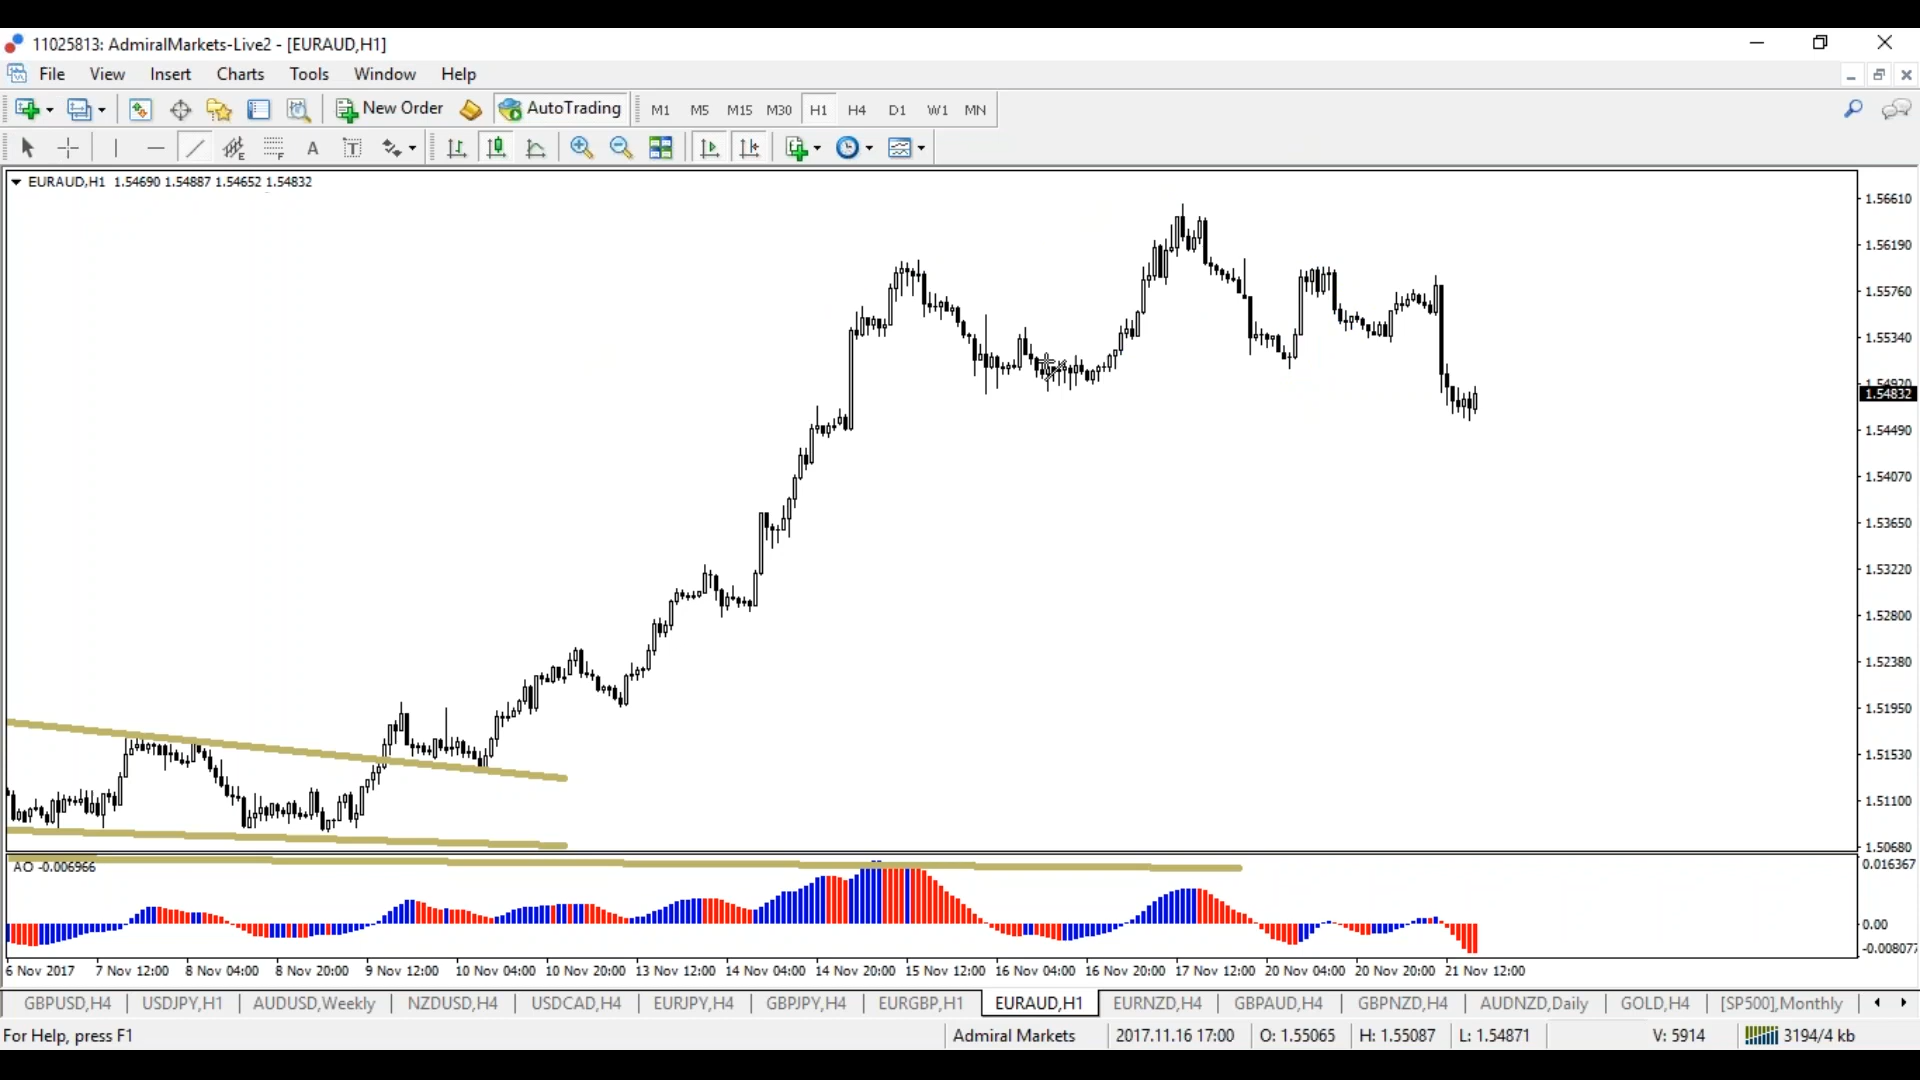 11025813: AdmiralMarkets-Live2 - [EURAUD,H1]
File View Insert Charts Tools Window Help
New Order AutoTrading M1 M5 M15 M30 H1 H4 D1 W1 MN
E F A T
EURAUD,H1 1.54690 1.54887 1.54652 1.54832
1.56610
1.56190
1.55760
1.55340
1.54920
1.54832
1.54490
1.54070
1.53650
1.53220
1.52800
1.52380
1.51950
1.51530
1.51100
1.50680
AO -0.006966
0.016367
0.00
-0.008077
6 Nov 2017 7 Nov 12:00 8 Nov 04:00 8 Nov 20:00 9 Nov 12:00 10 Nov 04:00 10 Nov 20:00 13 Nov 12:00 14 Nov 04:00 14 Nov 20:00 15 Nov 12:00 16 Nov 04:00 16 Nov 20:00 17 Nov 12:00 20 Nov 04:00 20 Nov 20:00 21 Nov 12:00
GBPUSD,H4 USDJPY,H1 AUDUSD,Weekly NZDUSD,H4 USDCAD,H4 EURJPY,H4 GBPJPY,H4 EURGBP,H1 EURAUD,H1 EURNZD,H4 GBPAUD,H4 GBPNZD,H4 AUDNZD,Daily GOLD,H4 [SP500],Monthly
For Help, press F1 Admiral Markets 2017.11.16 17:00 O: 1.55065 H: 1.55087 L: 1.54871 V: 5914 3194/4 kb